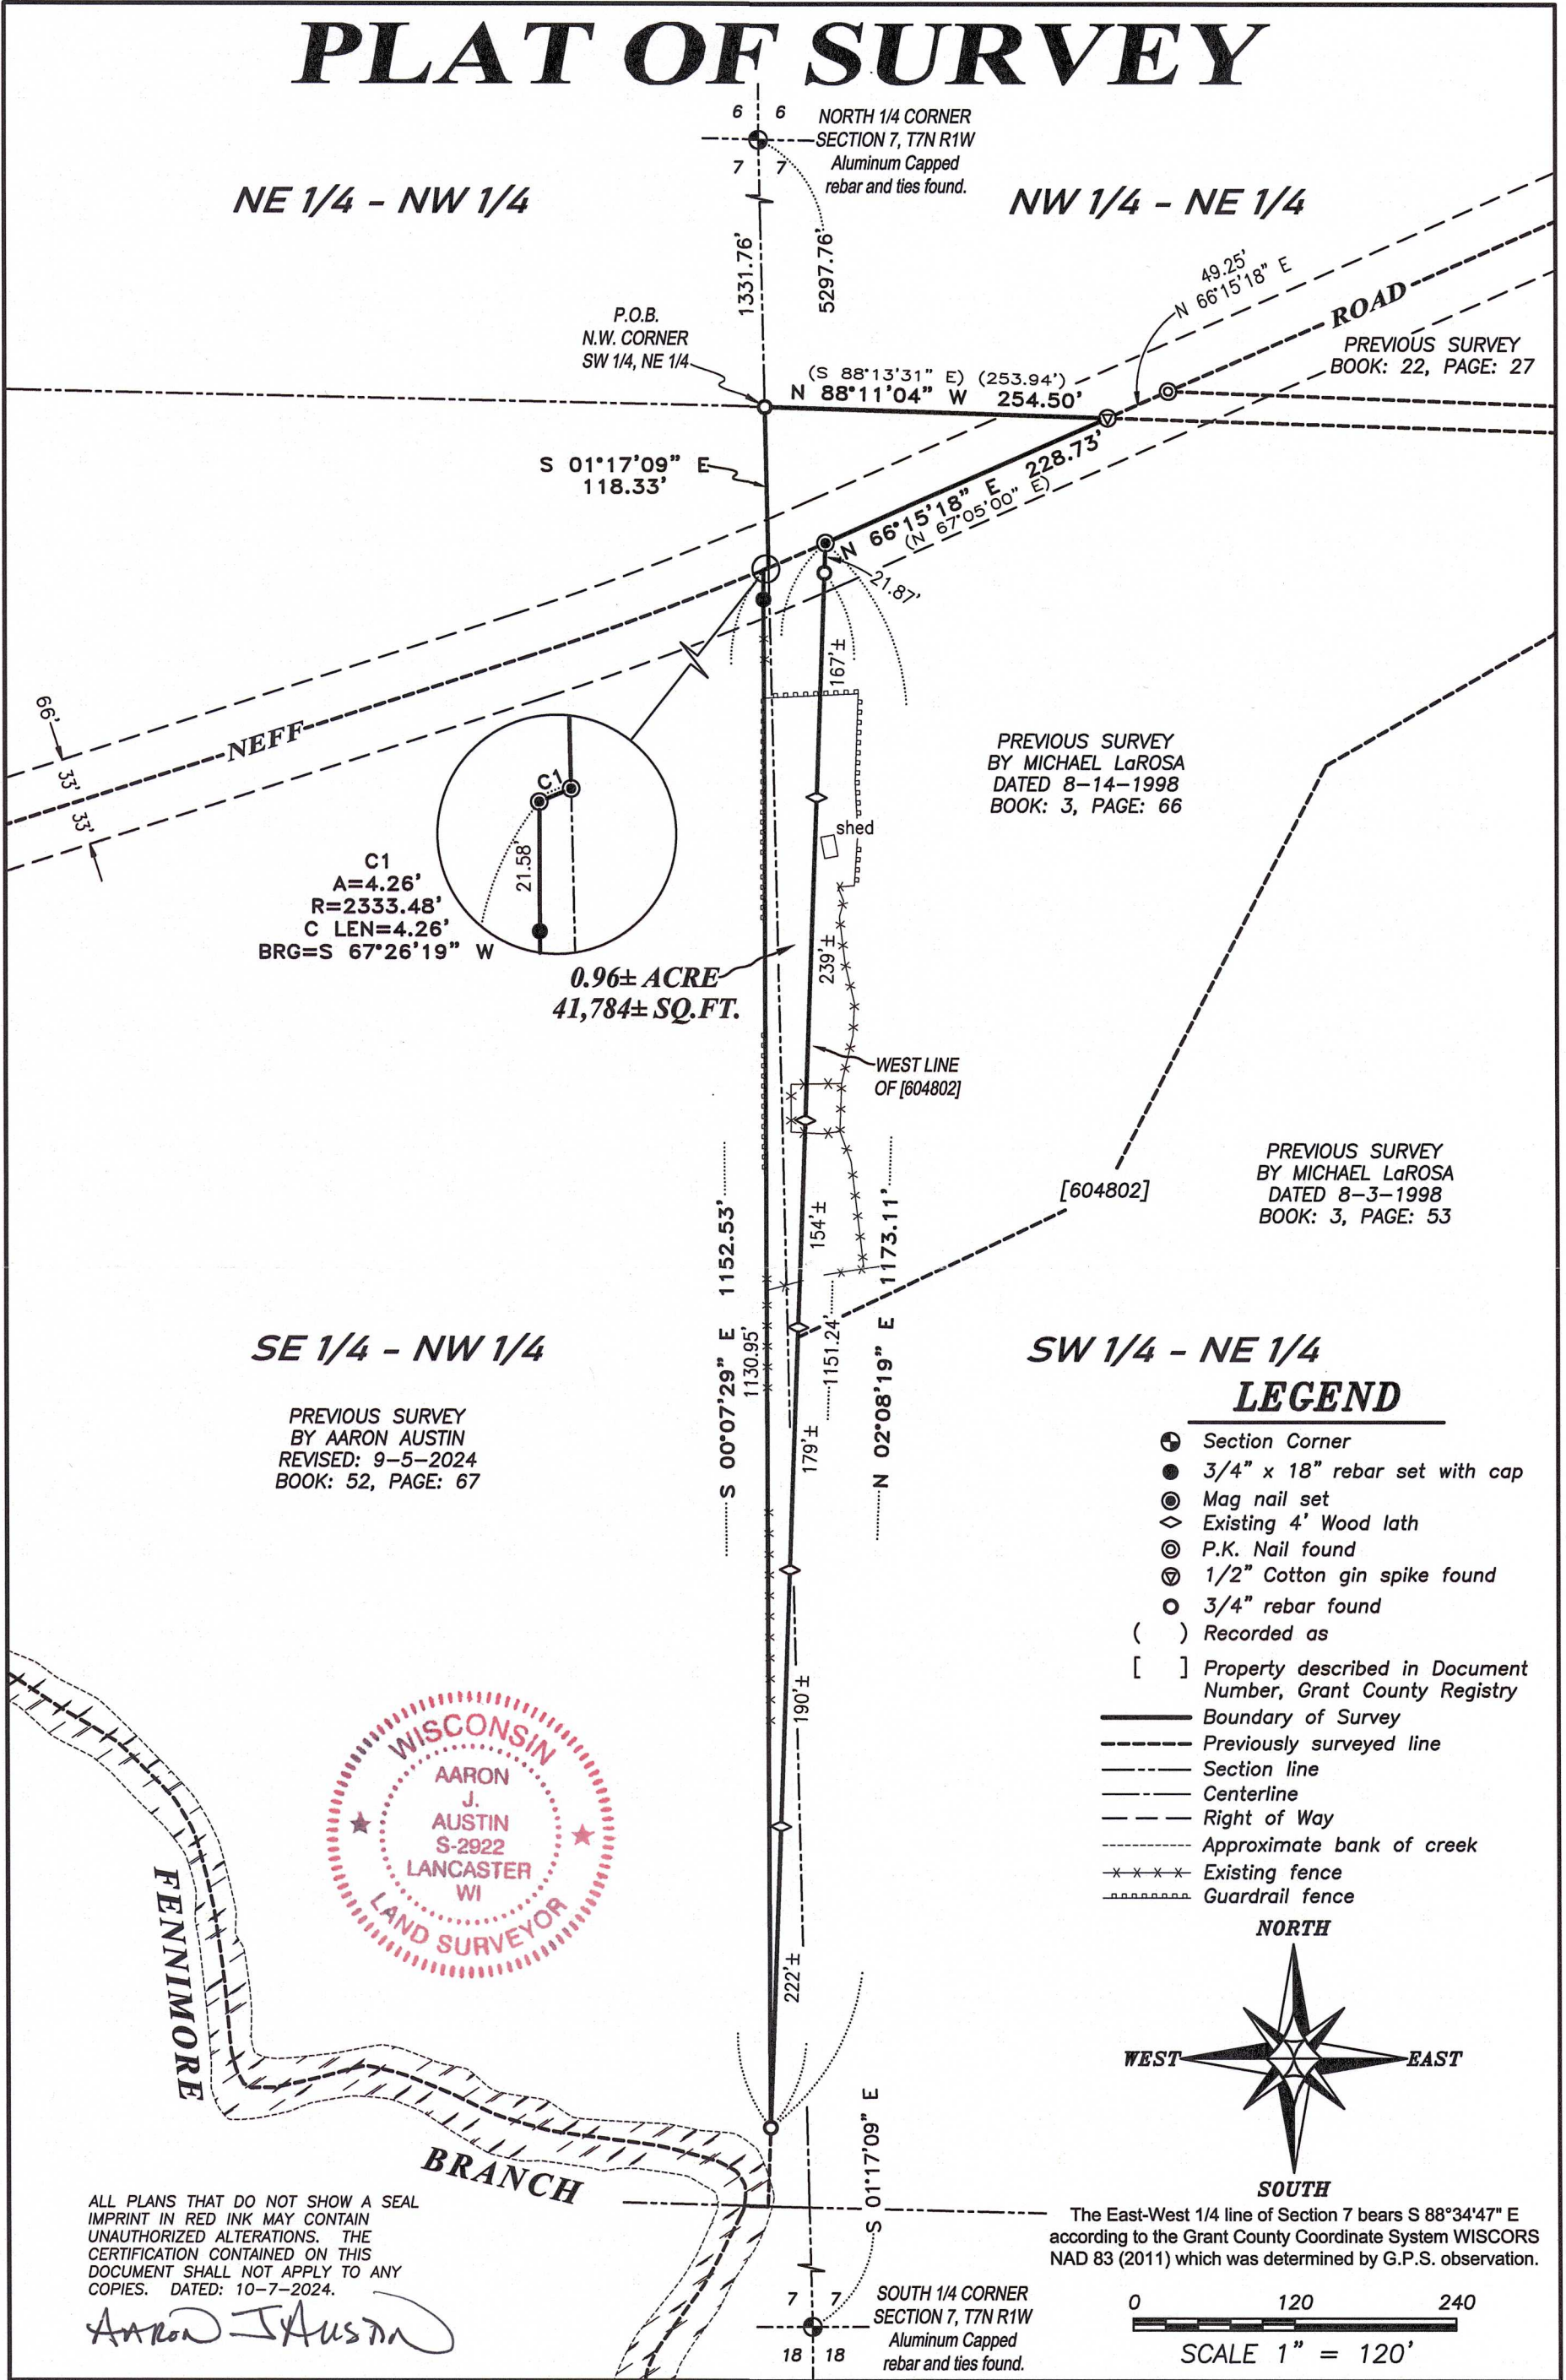 PLAT OF SURVEY
6 6
7 7
NORTH 1/4 CORNER
SECTION 7, T7N R1W
Aluminum Capped
rebar and ties found.
NE 1/4 - NW 1/4
NW 1/4 - NE 1/4
1331.76'
5297.76'
P.O.B.
N.W. CORNER
SW 1/4, NE 1/4
49.25'
N 66°15'18" E
ROAD
PREVIOUS SURVEY
BOOK: 22, PAGE: 27
(S 88°13'31" E) (253.94')
N 88°11'04" W 254.50'
S 01°17'09" E
118.33'
N 66°15'18" E 228.73'
(N 67°05'00" E)
21.87'
167'±
66'
33'
33'
NEFF
C1
21.58'
C1
A=4.26'
R=2333.48'
C LEN=4.26'
BRG=S 67°26'19" W
PREVIOUS SURVEY
BY MICHAEL LaROSA
DATED 8-14-1998
BOOK: 3, PAGE: 66
shed
239'±
0.96± ACRE
41,784± SQ.FT.
WEST LINE
OF [604802]
[604802]
PREVIOUS SURVEY
BY MICHAEL LaROSA
DATED 8-3-1998
BOOK: 3, PAGE: 53
154'±
S 00°07'29" E 1152.53'
1130.95'
1151.24'
N 02°08'19" E 1173.11'
179'±
SE 1/4 - NW 1/4
SW 1/4 - NE 1/4
PREVIOUS SURVEY
BY AARON AUSTIN
REVISED: 9-5-2024
BOOK: 52, PAGE: 67
LEGEND
Section Corner
3/4" x 18" rebar set with cap
Mag nail set
Existing 4' Wood lath
P.K. Nail found
1/2" Cotton gin spike found
3/4" rebar found
( ) Recorded as
[ ] Property described in Document
Number, Grant County Registry
Boundary of Survey
Previously surveyed line
Section line
Centerline
Right of Way
Approximate bank of creek
Existing fence
Guardrail fence
190'±
222'±
WISCONSIN
AARON
J.
AUSTIN
S-2922
LANCASTER
WI
LAND SURVEYOR
FENNIMORE
BRANCH
NORTH
WEST
EAST
SOUTH
S 01°17'09" E
The East-West 1/4 line of Section 7 bears S 88°34'47" E
according to the Grant County Coordinate System WISCORS
NAD 83 (2011) which was determined by G.P.S. observation.
ALL PLANS THAT DO NOT SHOW A SEAL
IMPRINT IN RED INK MAY CONTAIN
UNAUTHORIZED ALTERATIONS. THE
CERTIFICATION CONTAINED ON THIS
DOCUMENT SHALL NOT APPLY TO ANY
COPIES. DATED: 10-7-2024.
AARON J AUSTIN
7 7
18 18
SOUTH 1/4 CORNER
SECTION 7, T7N R1W
Aluminum Capped
rebar and ties found.
0 120 240
SCALE 1" = 120'